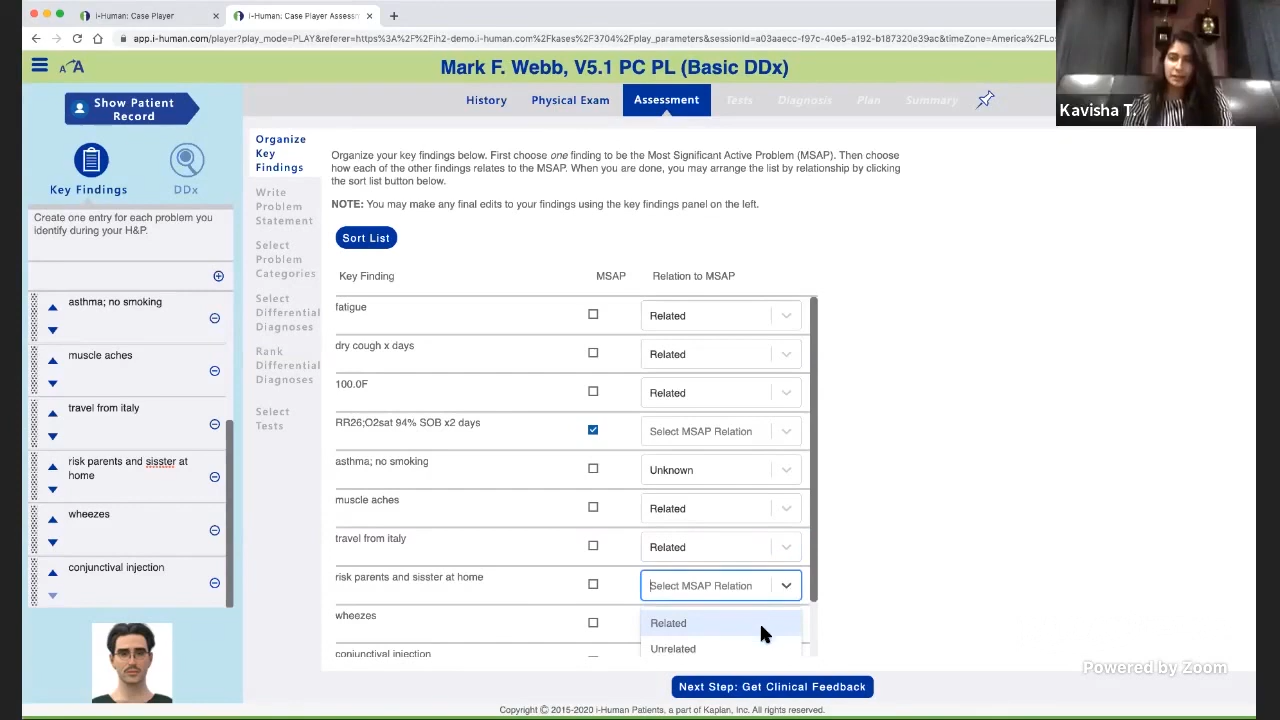 i-Human: Case Player
i-Human: Case Player Assessm
app.i-human.com/player?play_mode=PLAY&referer=https%3A%2F%2Fih2-demo.i-human.com%2Fkases%2F3704%2Fplay_parameters&sessionId=a03aaecc-f97c-40e5-a192-b187320e39ac&timeZone=America%2FLos
Kavisha T.
AA
Mark F. Webb, V5.1 PC PL (Basic DDx)
Show Patient
Record
History
Physical Exam
Assessment
Tests
Diagnosis
Plan
Summary
Key Findings
DDx
Create one entry for each problem you
identify during your H&P.
asthma; no smoking
muscle aches
travel from italy
risk parents and sisster at
home
wheezes
conjunctival injection
Organize
Key
Findings
Write
Problem
Statement
Select
Problem
Categories
Select
Differential
Diagnoses
Rank
Differential
Diagnoses
Select
Tests
Organize your key findings below. First choose one finding to be the Most Significant Active Problem (MSAP). Then choose
how each of the other findings relates to the MSAP. When you are done, you may arrange the list by relationship by clicking
the sort list button below.
NOTE: You may make any final edits to your findings using the key findings panel on the left.
Sort List
Key Finding MSAP Relation to MSAP
fatigue Related
dry cough x days Related
100.0F Related
RR26;O2sat 94% SOB x2 days Select MSAP Relation
asthma; no smoking Unknown
muscle aches Related
travel from italy Related
risk parents and sisster at home Select MSAP Relation
wheezes Related
conjunctival injection Unrelated
Next Step: Get Clinical Feedback
Powered by Zoom
Copyright © 2015-2020 i-Human Patients, a part of Kaplan, Inc. All rights reserved.